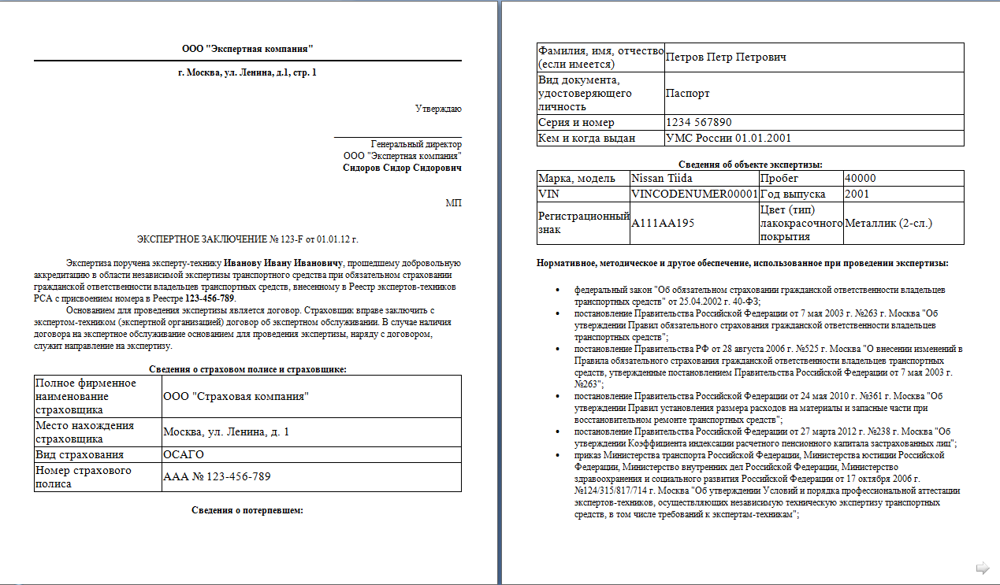 ООО "Экспертная компания"
г. Москва, ул. Ленина, д.1, стр. 1
Утверждаю
Генеральный директор
ООО "Экспертная компания"
Сидоров Сидор Сидорович
МП
ЭКСПЕРТНОЕ ЗАКЛЮЧЕНИЕ № 123-F от 01.01.12 г.
Экспертиза поручена эксперту-технику Иванову Ивану Ивановичу, прошедшему добровольную
аккредитацию в области независимой экспертизы транспортного средства при обязательном страховании
гражданской ответственности владельцев транспортных средств, внесенному в Реестр экспертов-техников
РСА с присвоением номера в Реестре 123-456-789.
Основанием для проведения экспертизы является договор. Страховщик вправе заключить с
экспертом-техником (экспертной организацией) договор об экспертном обслуживании. В случае наличия
договора на экспертное обслуживание основанием для проведения экспертизы, наряду с договором,
служит направление на экспертизу.
Сведения о страховом полисе и страховщике:
Полное фирменное
наименование
страховщика
ООО "Страховая компания"
Место нахождения
страховщика
Москва, ул. Ленина, д. 1
Вид страхования
ОСАГО
Номер страхового
полиса
ААА № 123-456-789
Сведения о потерпевшем:
Фамилия, имя, отчество
(если имеется)
Петров Петр Петрович
Вид документа,
удостоверяющего
личность
Паспорт
Серия и номер
1234 567890
Кем и когда выдан
УМС России 01.01.2001
Сведения об объекте экспертизы:
Марка, модель
Nissan Tiida
Пробег
40000
VIN
VINCODENUMER00001
Год выпуска
2001
Регистрационный
знак
А111АА195
Цвет (тип)
лакокрасочного
покрытия
Металлик (2-сл.)
Нормативное, методическое и другое обеспечение, использованное при проведении экспертизы:
• федеральный закон "Об обязательном страховании гражданской ответственности владельцев
транспортных средств" от 25.04.2002 г. 40-ФЗ;
• постановление Правительства Российской Федерации от 7 мая 2003 г. №263 г. Москва "Об
утверждении Правил обязательного страхования гражданской ответственности владельцев
транспортных средств";
• постановление Правительства РФ от 28 августа 2006 г. №525 г. Москва "О внесении изменений в
Правила обязательного страхования гражданской ответственности владельцев транспортных
средств, утвержденные постановлением Правительства Российской Федерации от 7 мая 2003 г.
№263";
• постановление Правительства Российской Федерации от 24 мая 2010 г. №361 г. Москва "Об
утверждении Правил установления размера расходов на материалы и запасные части при
восстановительном ремонте транспортных средств";
• постановление Правительства Российской Федерации от 27 марта 2012 г. №238 г. Москва "Об
утверждении Коэффициента индексации расчетного пенсионного капитала застрахованных лиц";
• приказ Министерства транспорта Российской Федерации, Министерства юстиции Российской
Федерации, Министерство внутренних дел Российской Федерации, Министерство
здравоохранения и социального развития Российской Федерации от 17 октября 2006 г.
№124/315/817/714 г. Москва "Об утверждении Условий и порядка профессиональной аттестации
экспертов-техников, осуществляющих независимую техническую экспертизу транспортных
средств, в том числе требований к экспертам-техникам";